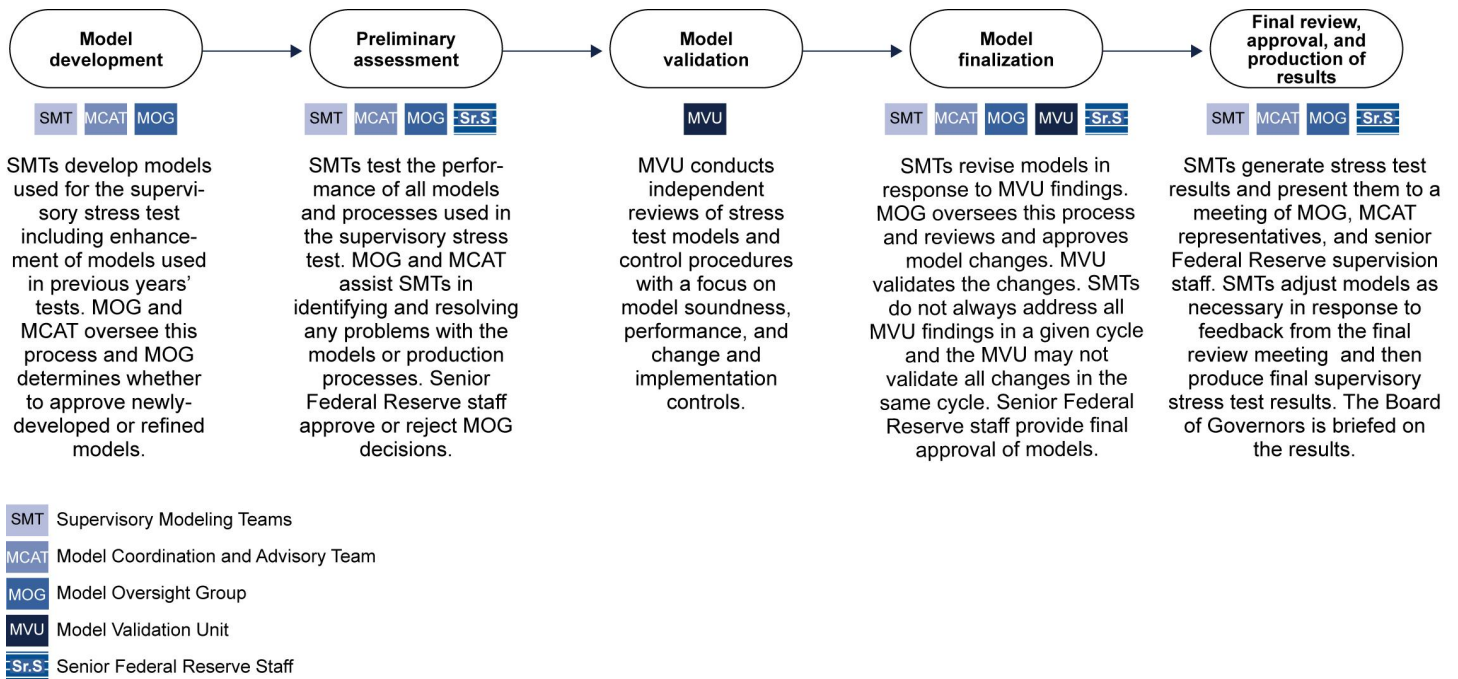 Model
development
SMT MCAT MOG
SMTs develop models
used for the supervi-
sory stress test
including enhance-
ment of models used
in previous years’
tests. MOG and
MCAT oversee this
process and MOG
determines whether
to approve newly-
developed or refined
models.
Preliminary
assessment
SMT MCAT MOG Sr.S
SMTs test the perfor-
mance of all models
and processes used in
the supervisory stress
test. MOG and MCAT
assist SMTs in
identifying and resolving
any problems with the
models or production
processes. Senior
Federal Reserve staff
approve or reject MOG
decisions.
Model
validation
MVU
MVU conducts
independent
reviews of stress
test models and
control procedures
with a focus on
model soundness,
performance, and
change and
implementation
controls.
Model
finalization
SMT MCAT MOG MVU Sr.S
SMTs revise models in
response to MVU findings.
MOG oversees this process
and reviews and approves
model changes. MVU
validates the changes. SMTs
do not always address all
MVU findings in a given cycle
and the MVU may not
validate all changes in the
same cycle. Senior Federal
Reserve staff provide final
approval of models.
Final review,
approval, and
production of
results
SMT MCAT MOG Sr.S
SMTs generate stress test
results and present them to a
meeting of MOG, MCAT
representatives, and senior
Federal Reserve supervision
staff. SMTs adjust models as
necessary in response to
feedback from the final
review meeting and then
produce final supervisory
stress test results. The Board
of Governors is briefed on
the results.
SMT Supervisory Modeling Teams
MCAT Model Coordination and Advisory Team
MOG Model Oversight Group
MVU Model Validation Unit
Sr.S Senior Federal Reserve Staff